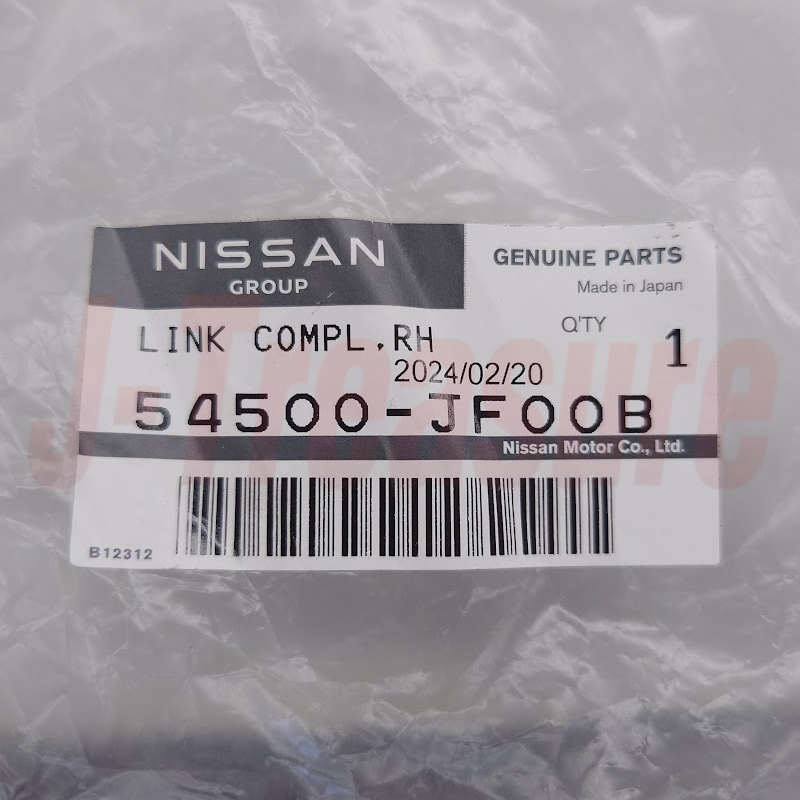 NISSAN
GROUP
GENUINE PARTS
Made in Japan
LINK COMPL.RH
Q'TY 1
2024/02/20
54500-JF00B
Nissan Motor Co., Ltd.
B12312
J-Treasure